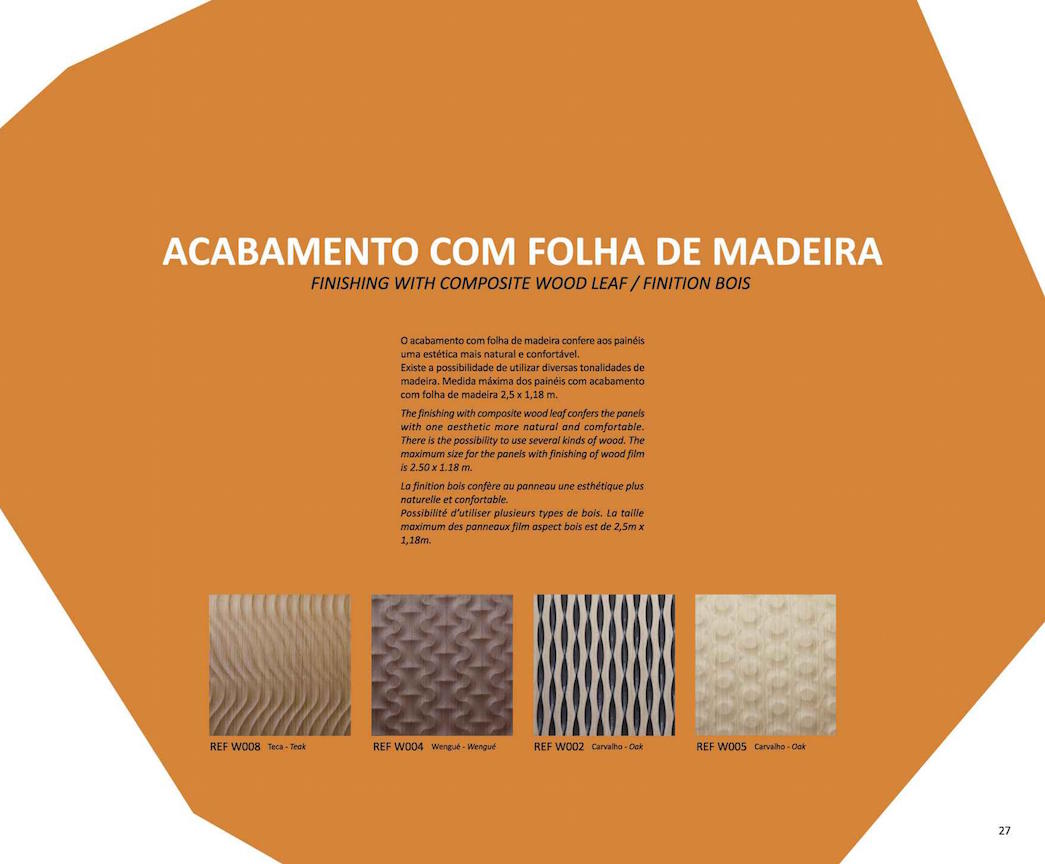 ACABAMENTO COM FOLHA DE MADEIRA
FINISHING WITH COMPOSITE WOOD LEAF / FINITION BOIS
O acabamento com folha de madeira confere aos painéis
uma estética mais natural e confortável.
Existe a possibilidade de utilizar diversas tonalidades de
madeira. Medida máxima dos painéis com acabamento
com folha de madeira 2,5 x 1,18 m.
The finishing with composite wood leaf confers the panels
with one aesthetic more natural and comfortable.
There is the possibility to use several kinds of wood. The
maximum size for the panels with finishing of wood film
is 2.50 x 1.18 m.
La finition bois confère au panneau une esthétique plus
naturelle et confortable.
Possibilité d'utiliser plusieurs types de bois. La taille
maximum des panneaux film aspect bois est de 2,5m x
1,18m.
REF W008 Teca - Teak
REF W004 Wengué - Wengué
REF W002 Carvalho - Oak
REF W005 Carvalho - Oak
27